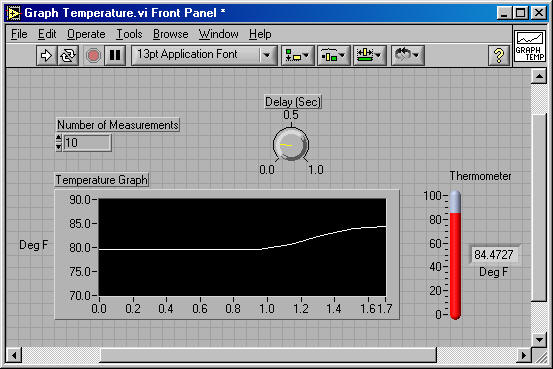 Graph Temperature.vi Front Panel *
File Edit Operate Tools Browse Window Help
13pt Application Font
?
GRAPH
TEMP
Delay (Sec)
0.5
0.0
1.0
Number of Measurements
10
Temperature Graph
Deg F
90.0
85.0
80.0
75.0
70.0
0.0 0.2 0.4 0.6 0.8 1.0 1.2 1.4 1.6 1.7
Thermometer
100
80
60
40
20
0
84.4727
Deg F